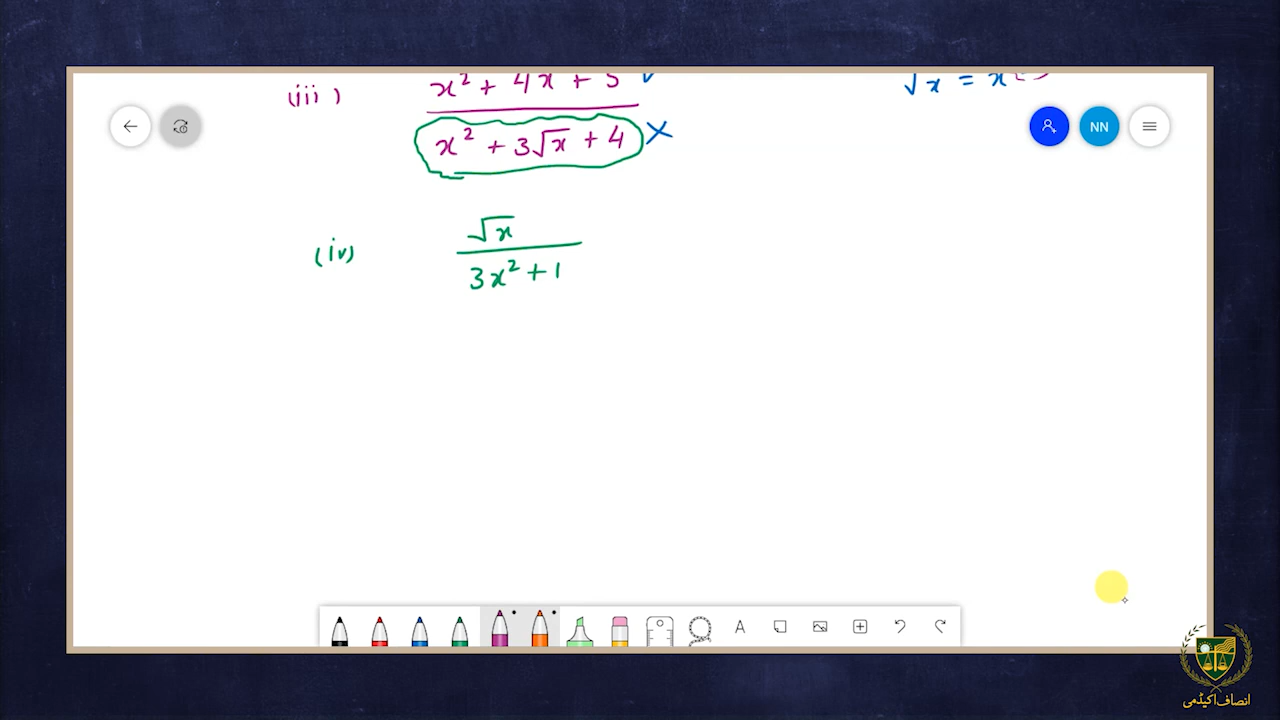 (iii) x² + 4x + 5 ✓
√x = x
x² + 3√x + 4 ×
NN
(iv) √x
3x² + 1
A
انصاف اکیڈمی